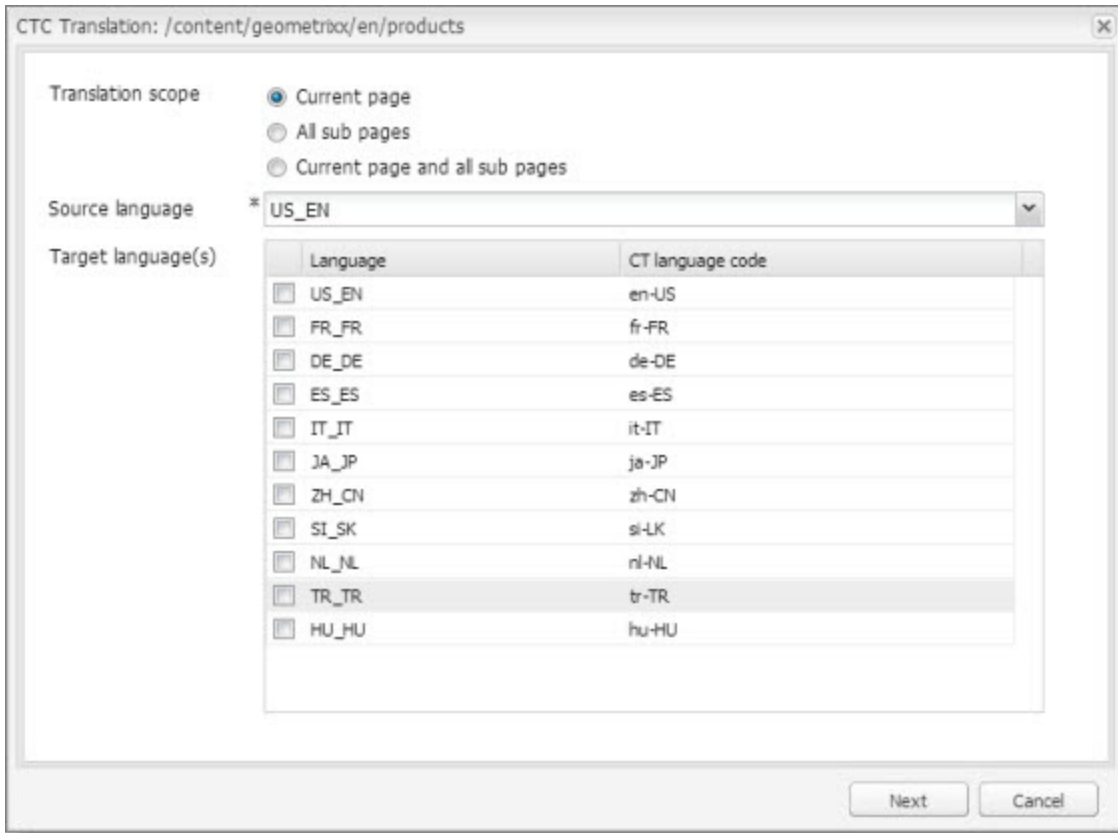 CTC Translation: /content/geometrixx/en/products
Translation scope
Current page
All sub pages
Current page and all sub pages
Source language * US_EN
Target language(s)
Language CT language code
US_EN en-US
FR_FR fr-FR
DE_DE de-DE
ES_ES es-ES
IT_IT it-IT
JA_JP ja-JP
ZH_CN zh-CN
SI_SK si-LK
NL_NL nl-NL
TR_TR tr-TR
HU_HU hu-HU
Next Cancel